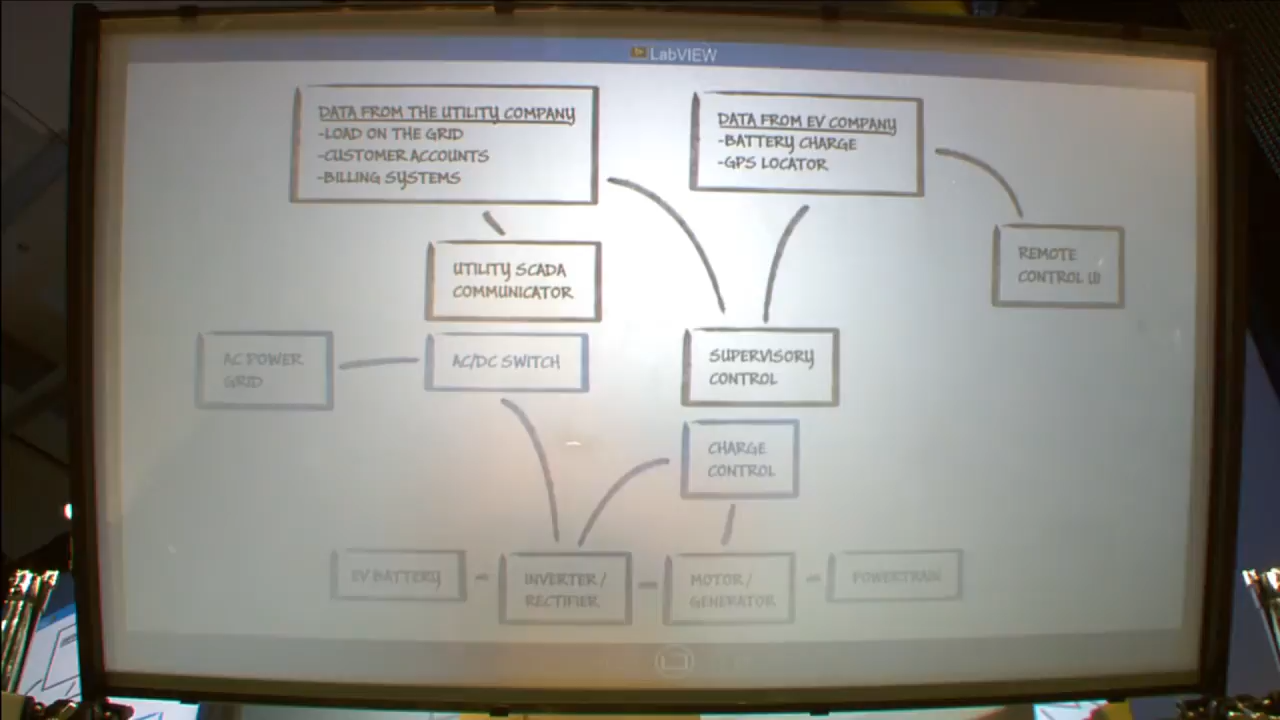 LabVIEW
DATA FROM THE UTILITY COMPANY
-LOAD ON THE GRID
-CUSTOMER ACCOUNTS
-BILLING SYSTEMS
DATA FROM EV COMPANY
-BATTERY CHARGE
-GPS LOCATOR
REMOTE
CONTROL UI
UTILITY SCADA
COMMUNICATOR
AC POWER
GRID
AC/DC SWITCH
SUPERVISORY
CONTROL
CHARGE
CONTROL
EV BATTERY
INVERTER/
RECTIFIER
MOTOR/
GENERATOR
POWERTRAIN